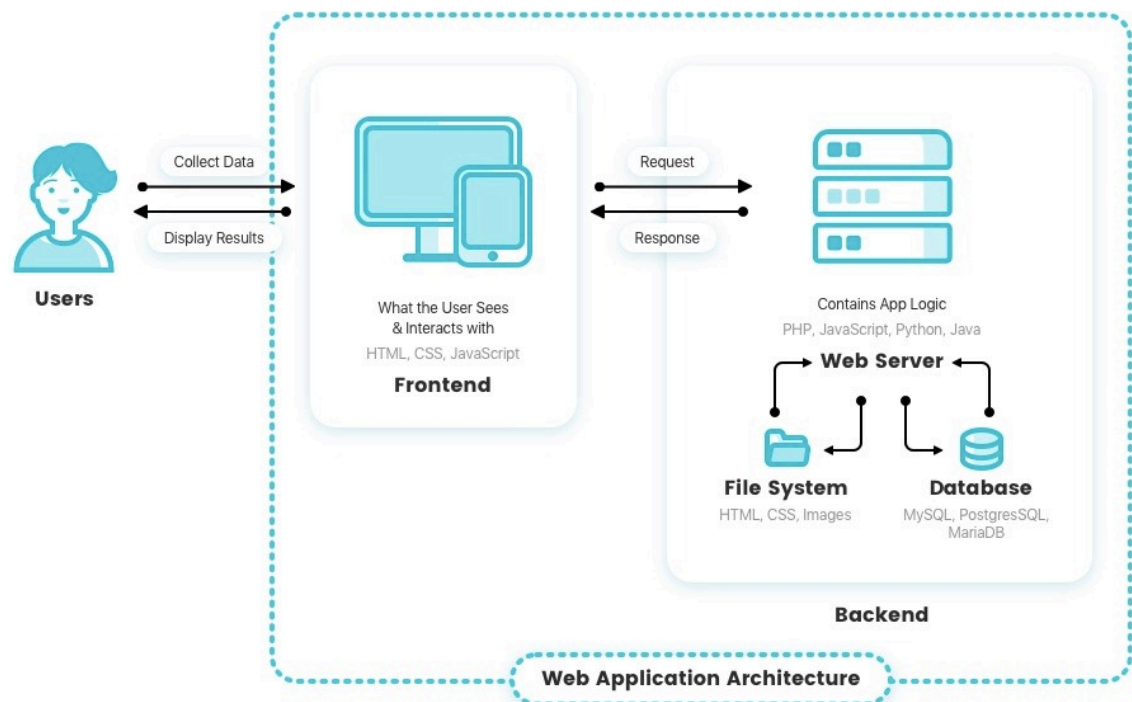 Collect Data
Display Results
Users
What the User Sees
& Interacts with
HTML, CSS, JavaScript
Frontend
Request
Response
Contains App Logic
PHP, JavaScript, Python, Java
Web Server
File System
HTML, CSS, Images
Database
MySQL, PostgresSQL,
MariaDB
Backend
Web Application Architecture